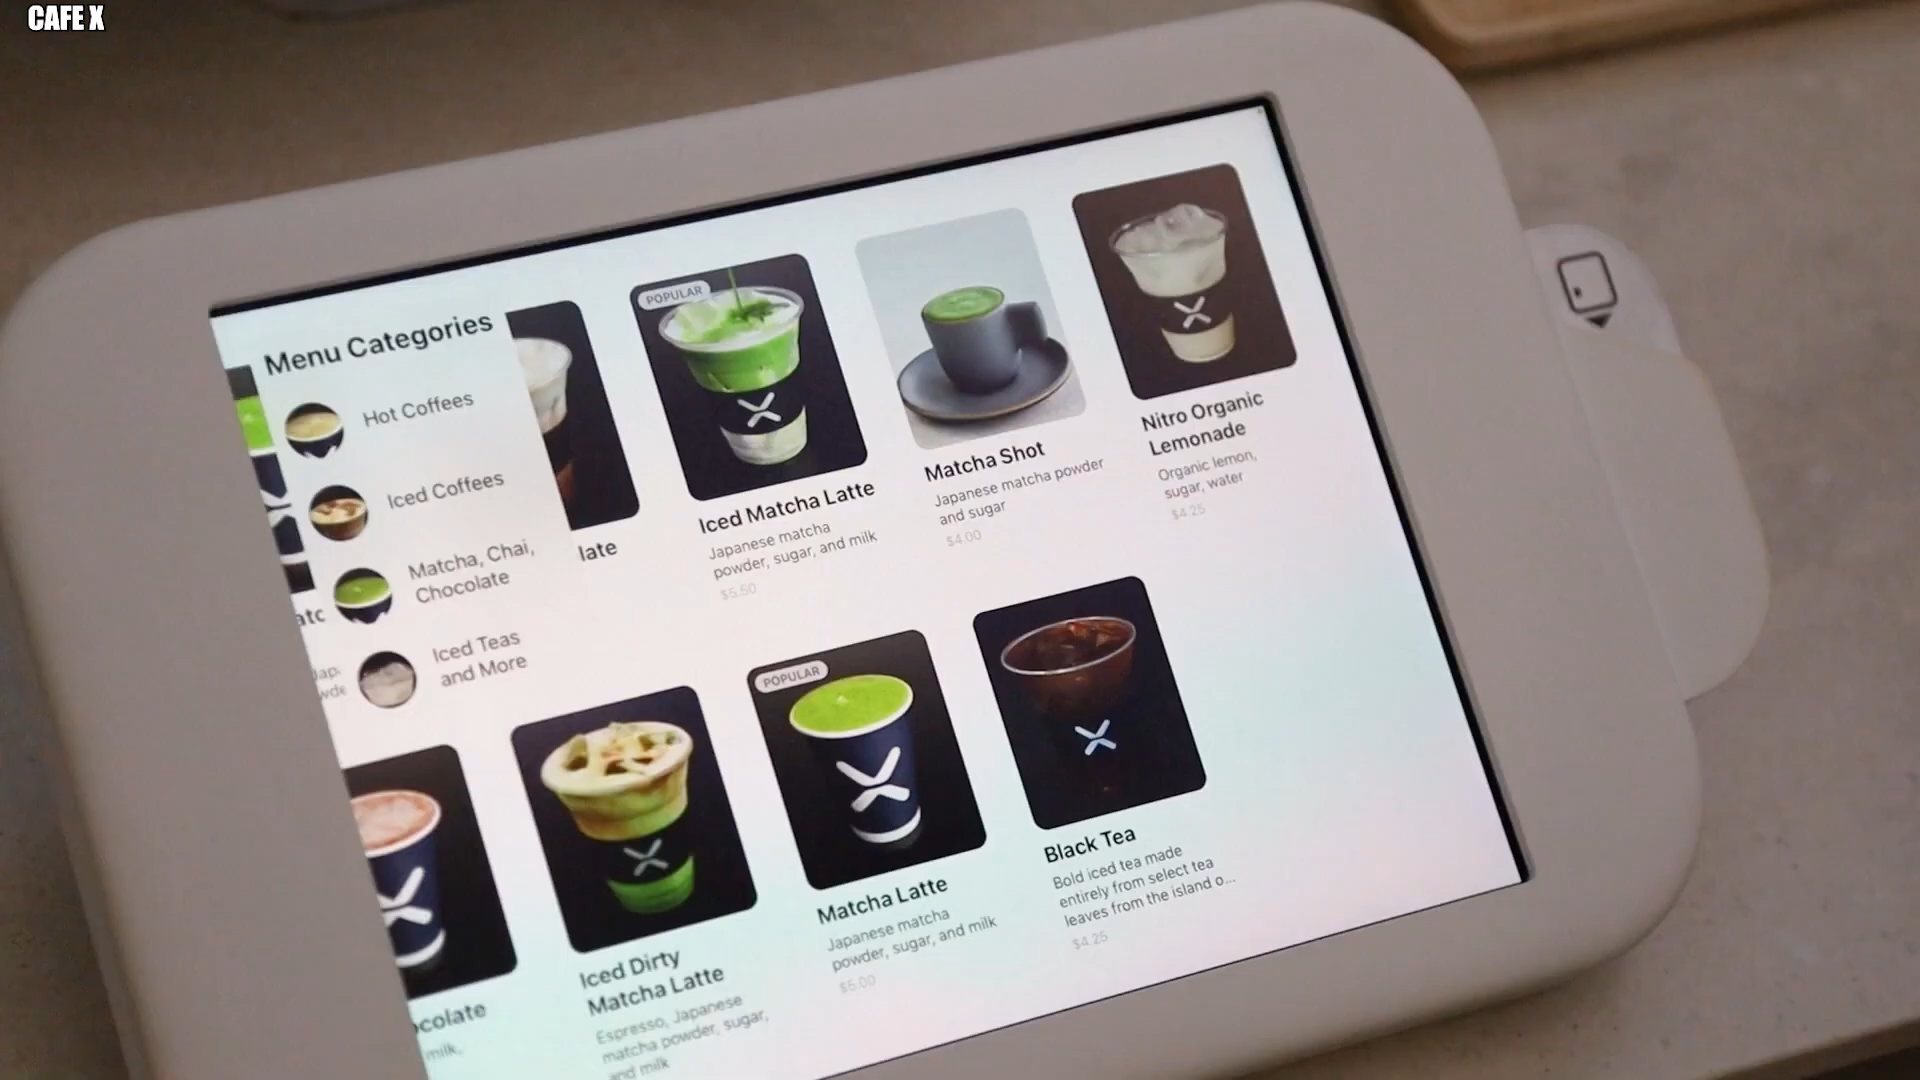 CAFE X
Menu Categories
Hot Coffees
Iced Coffees
Matcha, Chai,
Chocolate
Iced Teas
and More
late
POPULAR
Iced Matcha Latte
Japanese matcha
powder, sugar, and milk
$5.50
Matcha Shot
Japanese matcha powder
and sugar
$4.00
Nitro Organic
Lemonade
Organic lemon,
sugar, water
$4.25
atc
colate
milk,
Iced Dirty
Matcha Latte
Espresso, Japanese
matcha powder, sugar,
and milk
POPULAR
Matcha Latte
Japanese matcha
powder, sugar, and milk
$5.00
Black Tea
Bold iced tea made
entirely from select tea
leaves from the island o...
$4.25